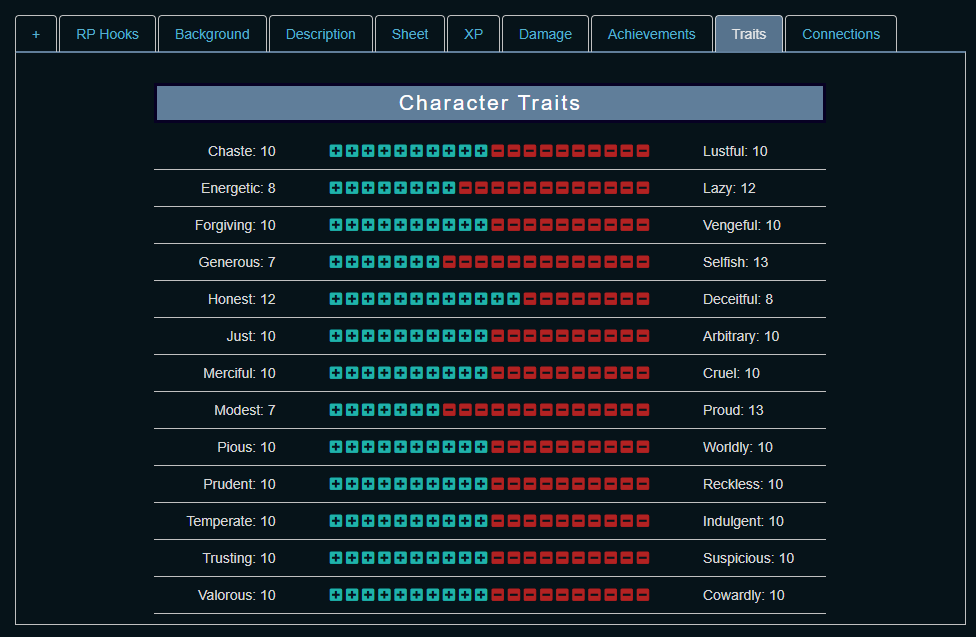 + RP Hooks Background Description Sheet XP Damage Achievements Traits Connections
Character Traits
Chaste: 10 Lustful: 10
Energetic: 8 Lazy: 12
Forgiving: 10 Vengeful: 10
Generous: 7 Selfish: 13
Honest: 12 Deceitful: 8
Just: 10 Arbitrary: 10
Merciful: 10 Cruel: 10
Modest: 7 Proud: 13
Pious: 10 Worldly: 10
Prudent: 10 Reckless: 10
Temperate: 10 Indulgent: 10
Trusting: 10 Suspicious: 10
Valorous: 10 Cowardly: 10